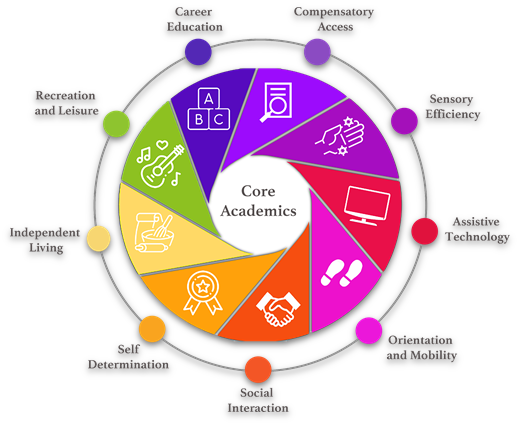 Career
Education
Compensatory
Access
Recreation
and Leisure
Sensory
Efficiency
A
B C
Core
Academics
Independent
Living
Assistive
Technology
Self
Determination
Orientation
and Mobility
Social
Interaction